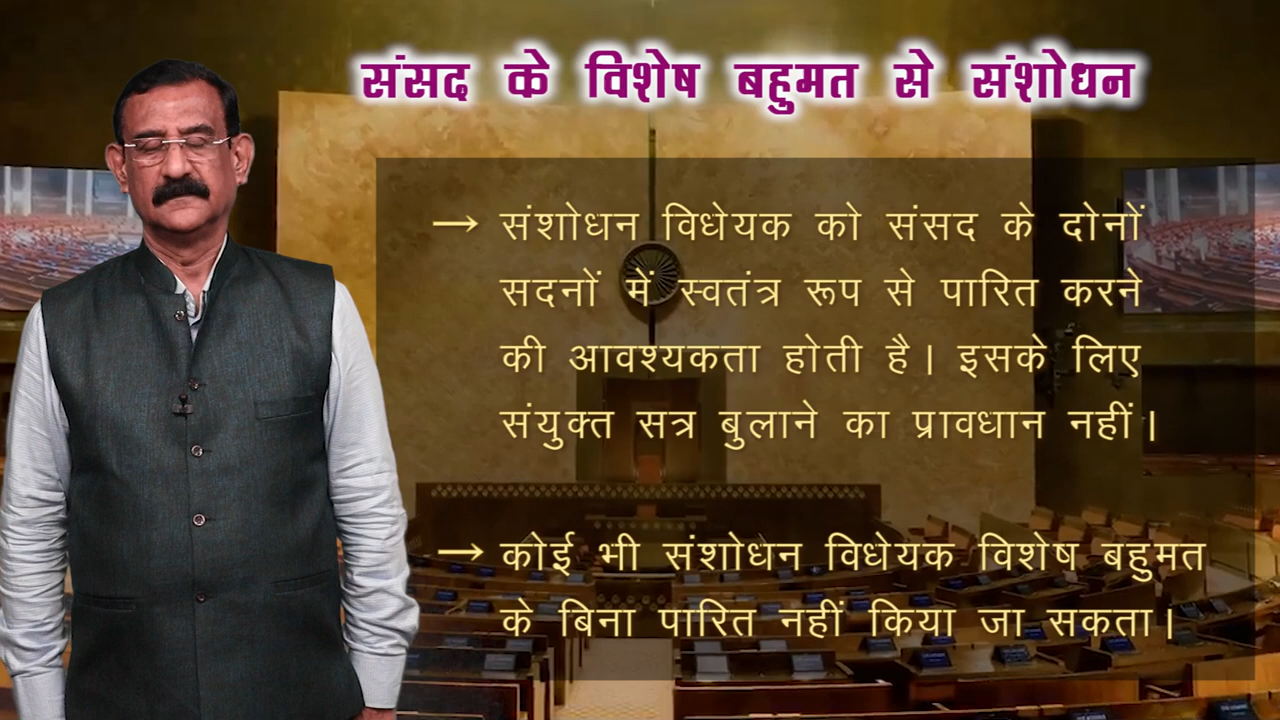 संसद के विशेष बहुमत से संशोधन
→ संशोधन विधेयक को संसद के दोनों
सदनों में स्वतंत्र रूप से पारित करने
की आवश्यकता होती है। इसके लिए
संयुक्त सत्र बुलाने का प्रावधान नहीं।
→ कोई भी संशोधन विधेयक विशेष बहुमत
के बिना पारित नहीं किया जा सकता।